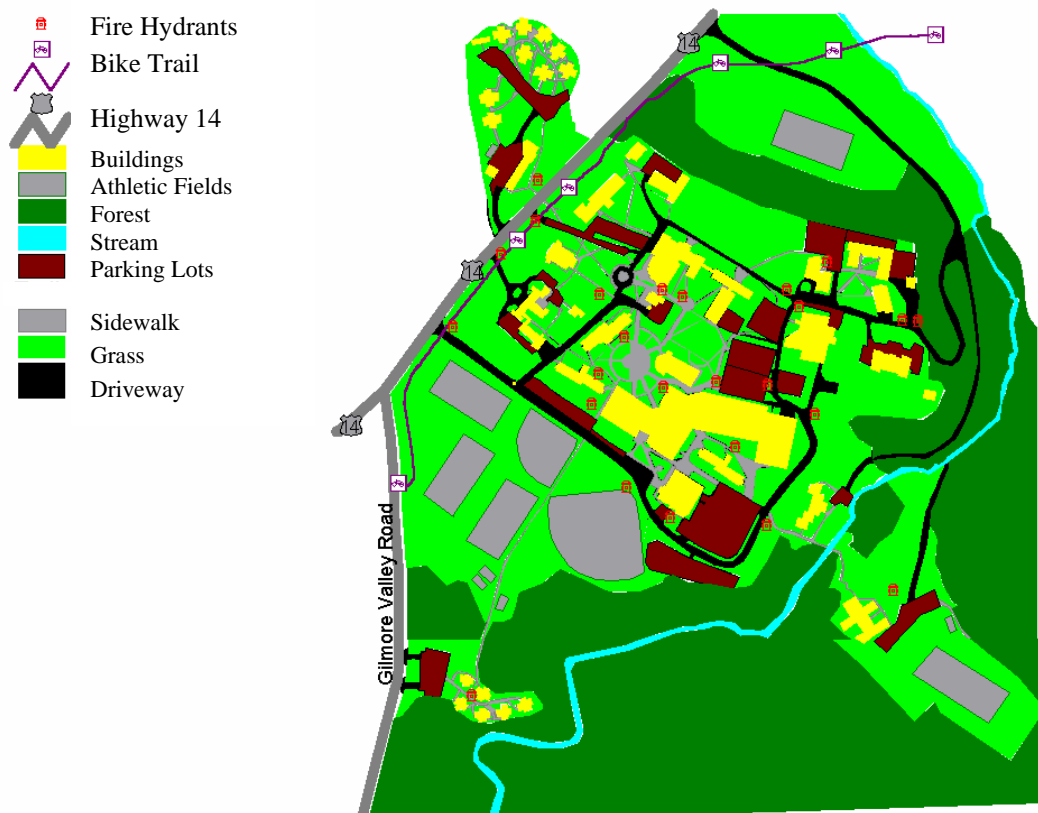 Fire Hydrants
Bike Trail
Highway 14
Buildings
Athletic Fields
Forest
Stream
Parking Lots
Sidewalk
Grass
Driveway
14
14
14
Gilmore Valley Road